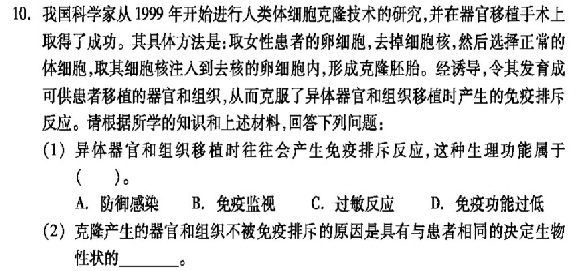 10. 我国科学家从1999年开始进行人类体细胞克隆技术的研究,并在器官移植手术上
取得了成功。其具体方法是:取女性患者的卵细胞,去掉细胞核,然后选择正常的
体细胞,取其细胞核注入到去核的卵细胞内,形成克隆胚胎。经诱导,令其发育成
可供患者移植的器官和组织,从而克服了异体器官和组织移植时产生的免疫排斥
反应。请根据所学的知识和上述材料,回答下列问题:
(1) 异体器官和组织移植时往往会产生免疫排斥反应,这种生理功能属于
( )。
A. 防御感染 B. 免疫监视 C. 过敏反应 D. 免疫功能过低
(2) 克隆产生的器官和组织不被免疫排斥的原因是具有与患者相同的决定生物
性状的______。